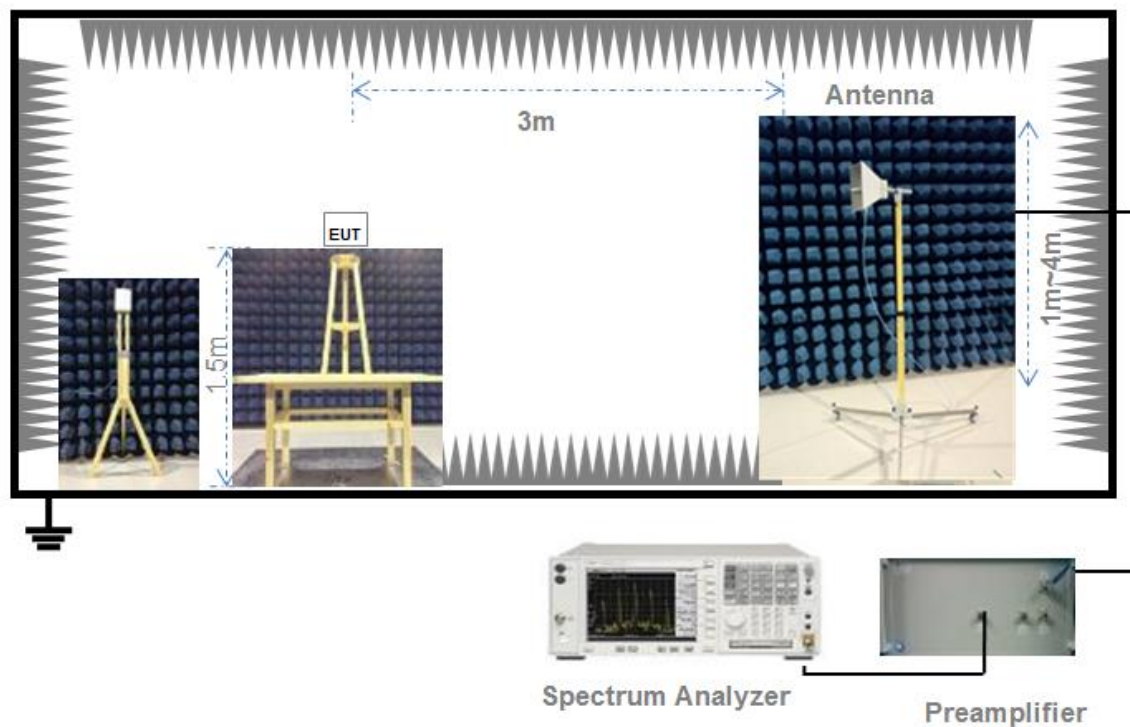 Antenna
3m
EUT
1.5m
1m~4m
Spectrum Analyzer
Preamplifier